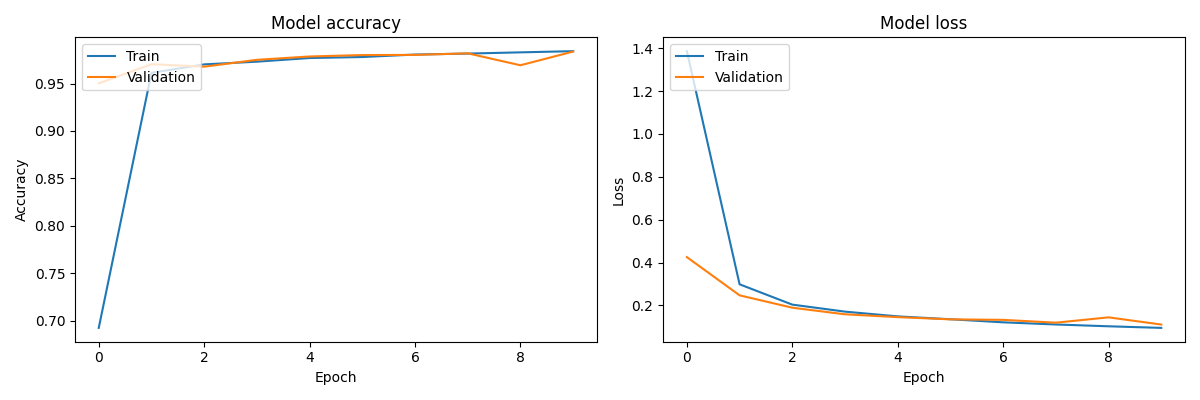 Model accuracy
Train
Validation
0.95
0.90
0.85
0.80
0.75
0.70
Accuracy
0 2 4 6 8
Epoch
Model loss
Train
Validation
1.4
1.2
1.0
0.8
0.6
0.4
0.2
Loss
0 2 4 6 8
Epoch